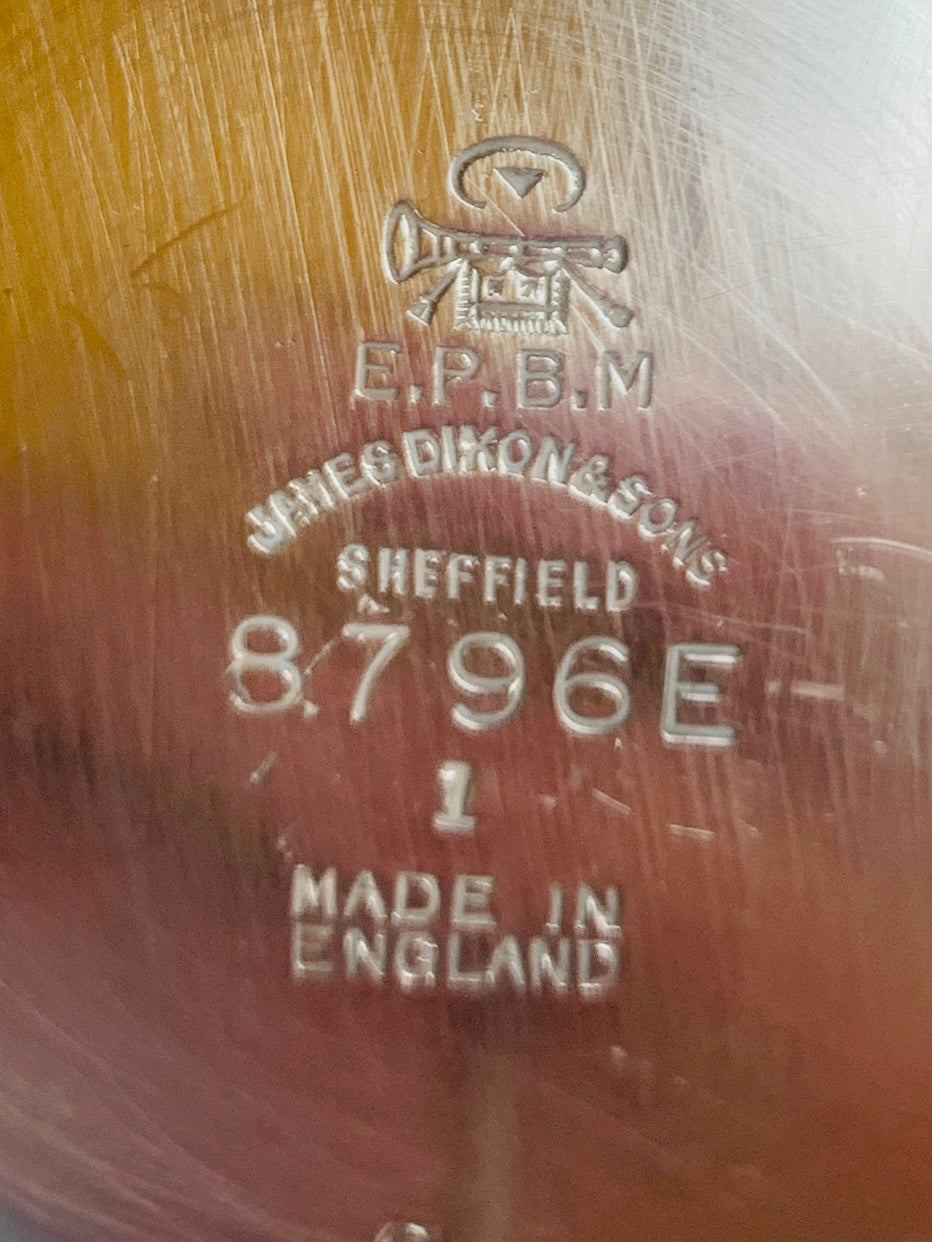 E.P.B.M
JAMES DIXON & SONS
SHEFFIELD
8796E
1
MADE IN
ENGLAND